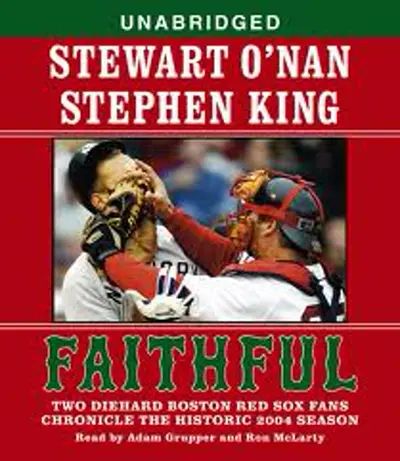 UNABRIDGED
STEWART O'NAN
STEPHEN KING
FAITHFUL
TWO DIEHARD BOSTON RED SOX FANS
CHRONICLE THE HISTORIC 2004 SEASON
Read by Adam Grupper and Ron McLarty